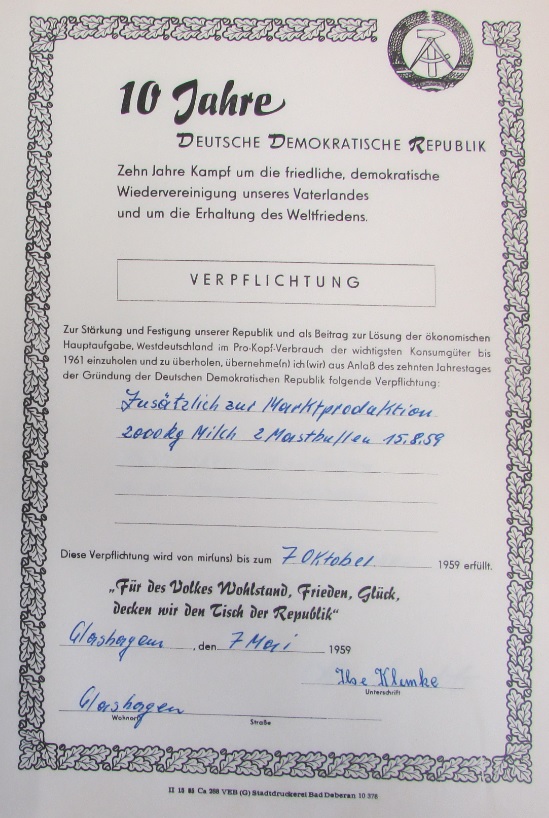 10 Jahre
DEUTSCHE DEMOKRATISCHE REPUBLIK
Zehn Jahre Kampf um die friedliche, demokratische
Wiedervereinigung unseres Vaterlandes
und um die Erhaltung des Weltfriedens.
VERPFLICHTUNG
Zur Stärkung und Festigung unserer Republik und als Beitrag zur Lösung der ökonomischen
Hauptaufgabe, Westdeutschland im Pro-Kopf-Verbrauch der wichtigsten Konsumgüter bis
1961 einzuholen und zu überholen, übernehme(n) ich(wir) aus Anlaß des zehnten Jahrestages
der Gründung der Deutschen Demokratischen Republik folgende Verpflichtung:
Zusätzlich zur Marktproduktion
2000kg Milch 2 Mastbullen 15.8.59
Diese Verpflichtung wird von mir(uns) bis zum 7 Oktober 1959 erfüllt.
„Für des Volkes Wohlstand, Frieden, Glück,
decken wir den Tisch der Republik“
Glashagen, den 7 Mai 1959
Ilse Klimke
Unterschrift
Glashagen
Wohnort Straße
II 15 85 Ca 288 VEB (G) Stadtdruckerei Bad Doberan 10 378